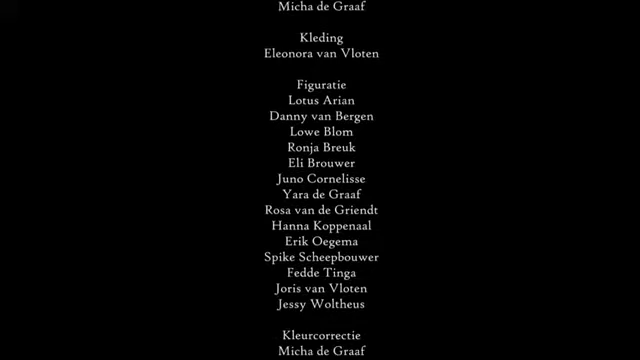 Micha de Graaf
Kleding
Eleonora van Vloten
Figuratie
Lotus Arian
Danny van Bergen
Lowe Blom
Ronja Breuk
Eli Brouwer
Juno Cornelisse
Yara de Graaf
Rosa van de Griendt
Hanna Koppenaal
Erik Oegema
Spike Scheepbouwer
Fedde Tinga
Joris van Vloten
Jessy Woltheus
Kleurcorrectie
Micha de Graaf